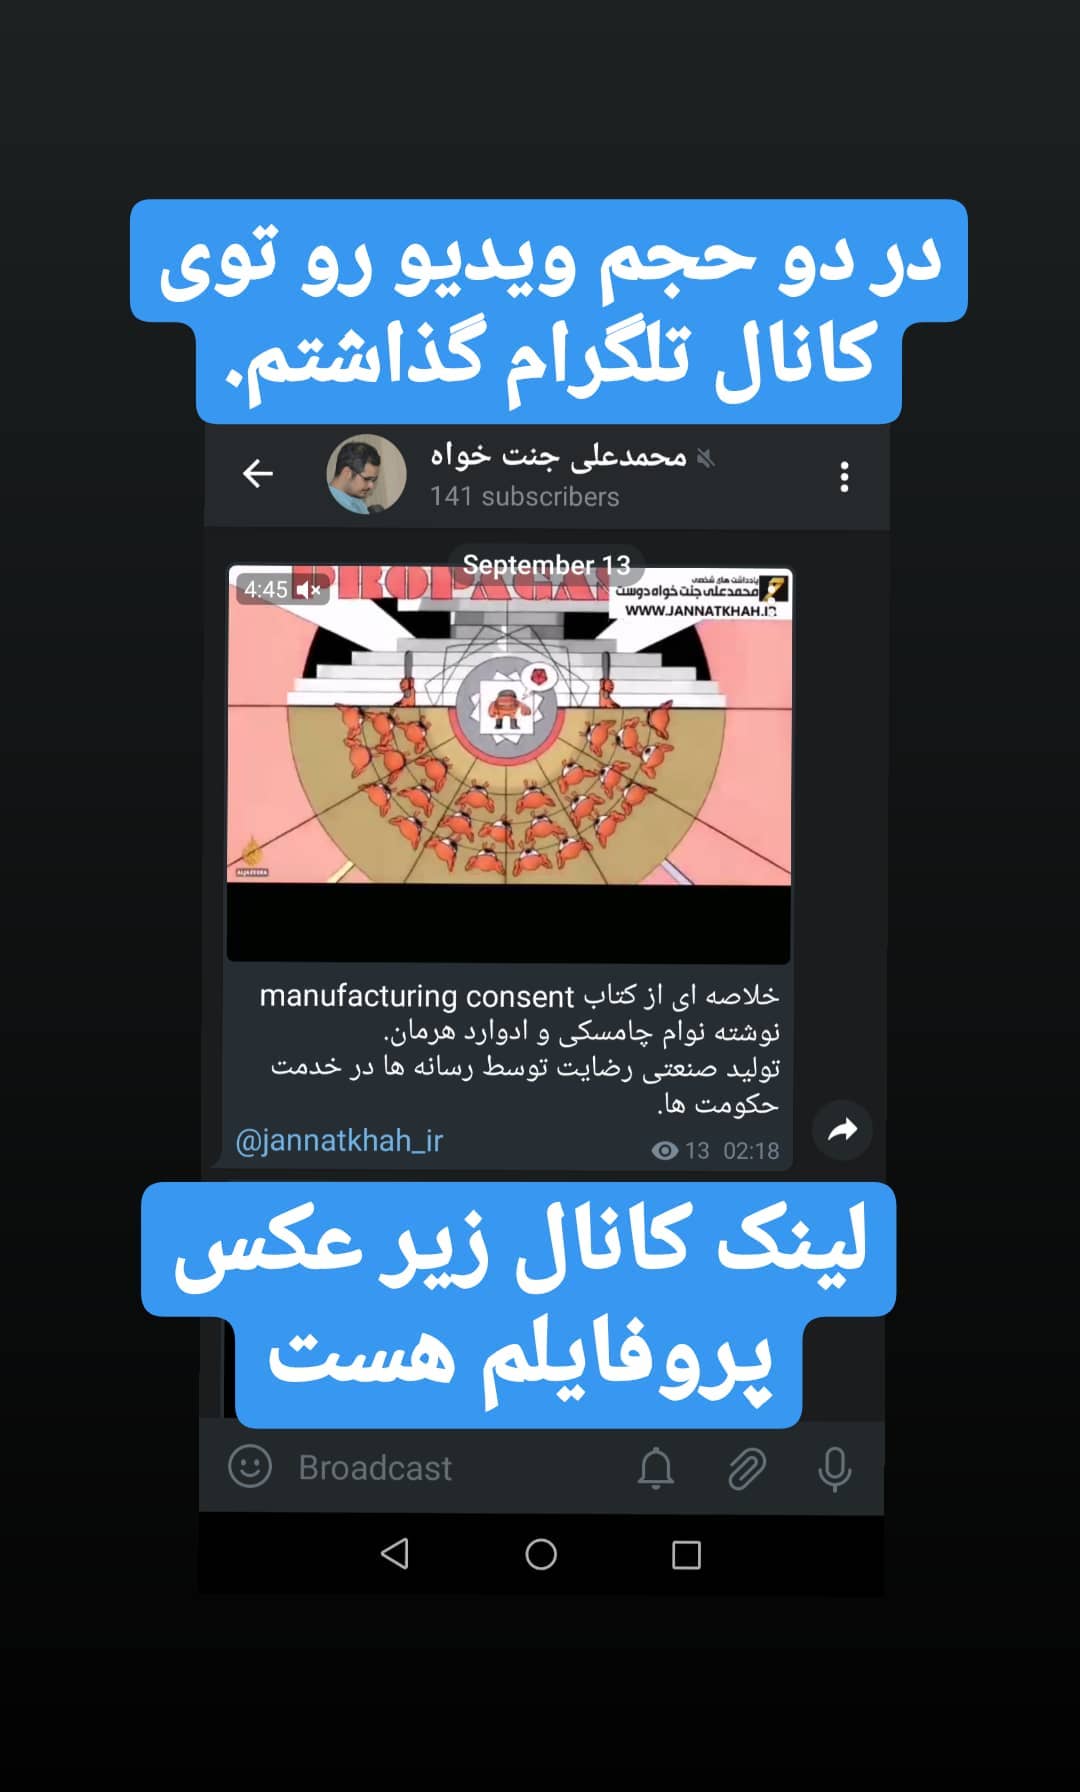 در دو حجم ویدیو رو توی
کانال تلگرام گذاشتم.
محمدعلی جنت خواه
141 subscribers
September 13
4:45
PROPAGAN
یادداشت های شخصی
محمدعلی جنت خواه دوست
WWW.JANNATKHAH.IR
ALJAZEERA
خلاصه ای از کتاب manufacturing consent
نوشته نوام چامسکی و ادوارد هرمان.
تولید صنعتی رضایت توسط رسانه ها در خدمت
حکومت ها.
@jannatkhah_ir
13 02:18
لینک کانال زیر عکس
پروفایلم هست
Broadcast